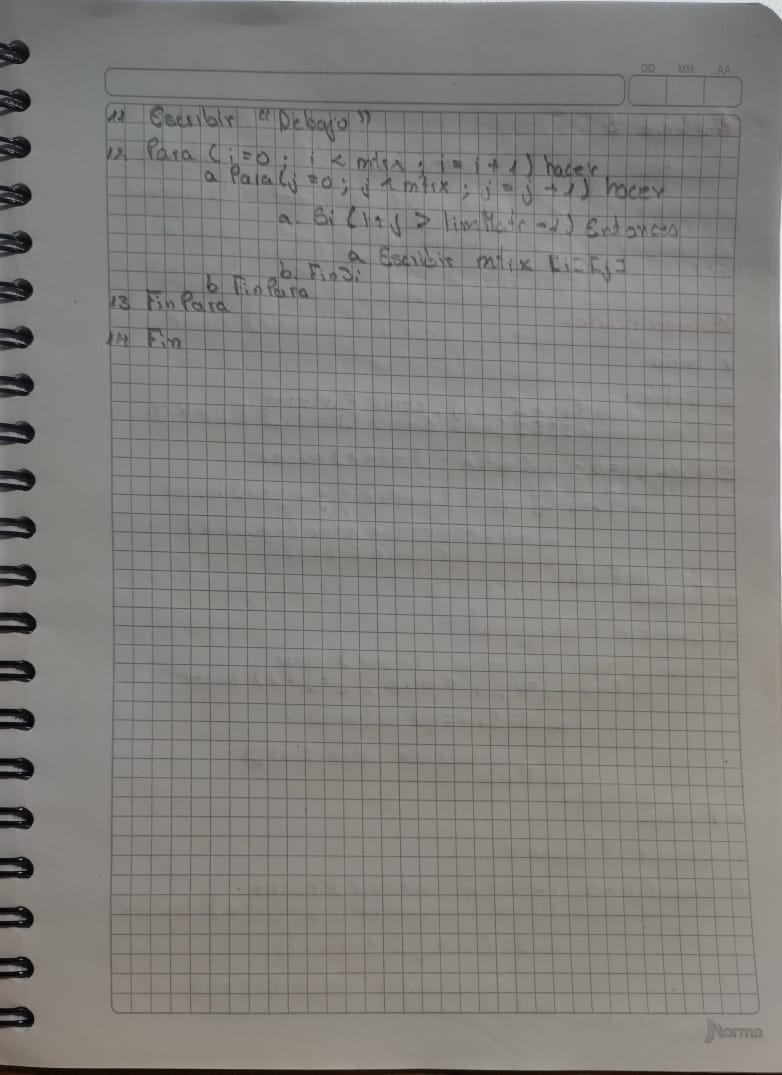 DD MM AA
11 Escribir "Debajo"
12 Para (i=0; i < mtrx; i = i + 1) hacer
a Para (j=0; j < mtrx; j = j + 1) hacer
a. Si (i+j > limMatr -1) Entonces
a Escribir mtrx [i][j]
b. FinSi
b FinPara
13 FinPara
14 Fin
Norma